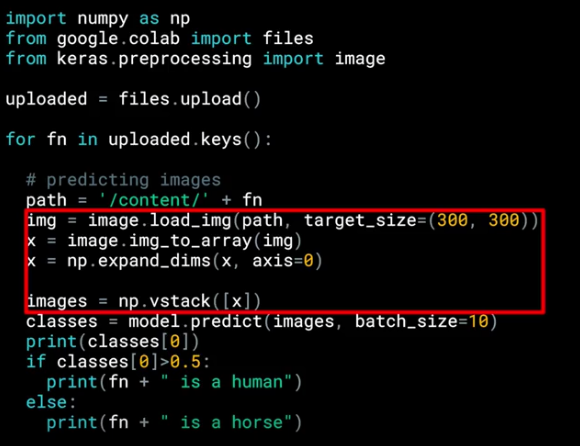 import numpy as np
from google.colab import files
from keras.preprocessing import image
uploaded = files.upload()
for fn in uploaded.keys():
# predicting images
path = '/content/' + fn
img = image.load_img(path, target_size=(300, 300))
x = image.img_to_array(img)
x = np.expand_dims(x, axis=0)
images = np.vstack([x])
classes = model.predict(images, batch_size=10)
print(classes[0])
if classes[0]>0.5:
print(fn + " is a human")
else:
print(fn + " is a horse")